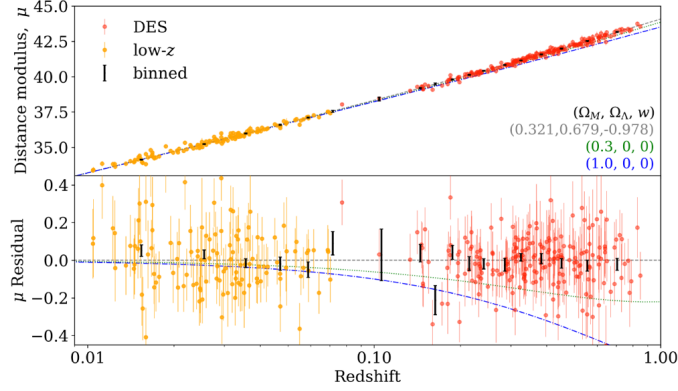 45.0
42.5
40.0
37.5
35.0
Distance modulus, μ
DES
low-z
binned
(Ω_M, Ω_Λ, w)
(0.321,0.679,-0.978)
(0.3, 0, 0)
(1.0, 0, 0)
0.4
0.2
0.0
−0.2
−0.4
μ Residual
0.01
0.10
1.00
Redshift